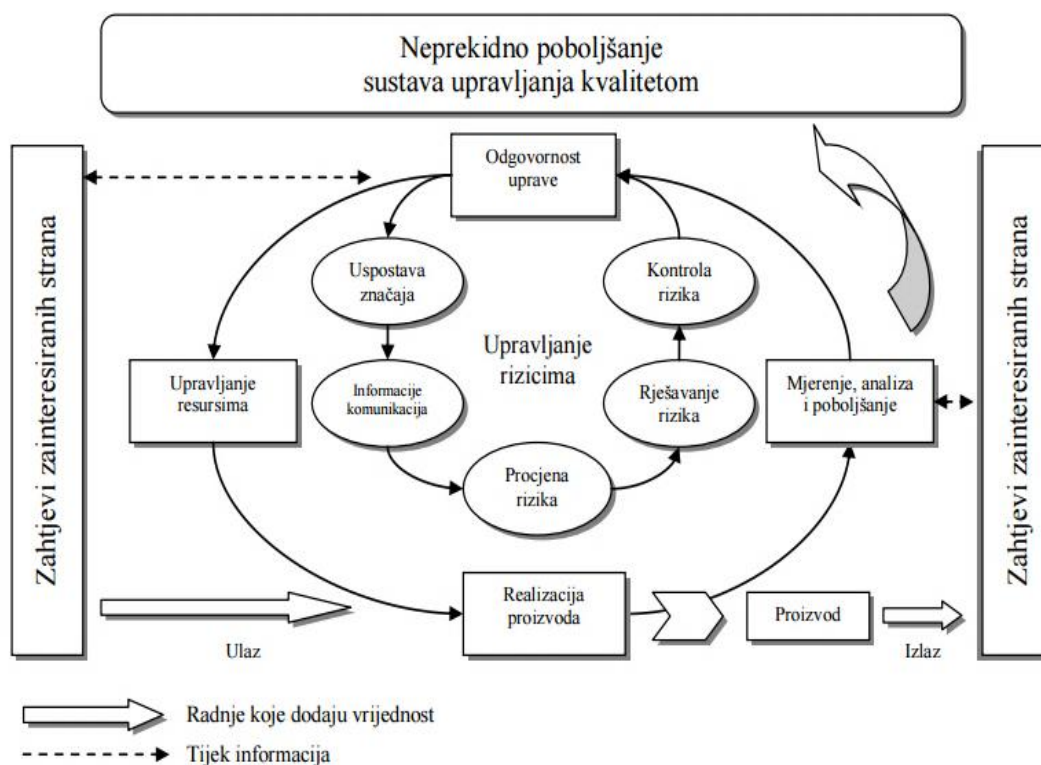 Neprekidno poboljšanje
sustava upravljanja kvalitetom
Zahtjevi zainteresiranih strana
Odgovornost
uprave
Uspostava
značaja
Kontrola
rizika
Upravljanje
rizicima
Upravljanje
resursima
Informacije
komunikacija
Rješavanje
rizika
Mjerenje, analiza
i poboljšanje
Procjena
rizika
Realizacija
proizvoda
Proizvod
Ulaz
Izlaz
Zahtjevi zainteresiranih strana
Radnje koje dodaju vrijednost
Tijek informacija